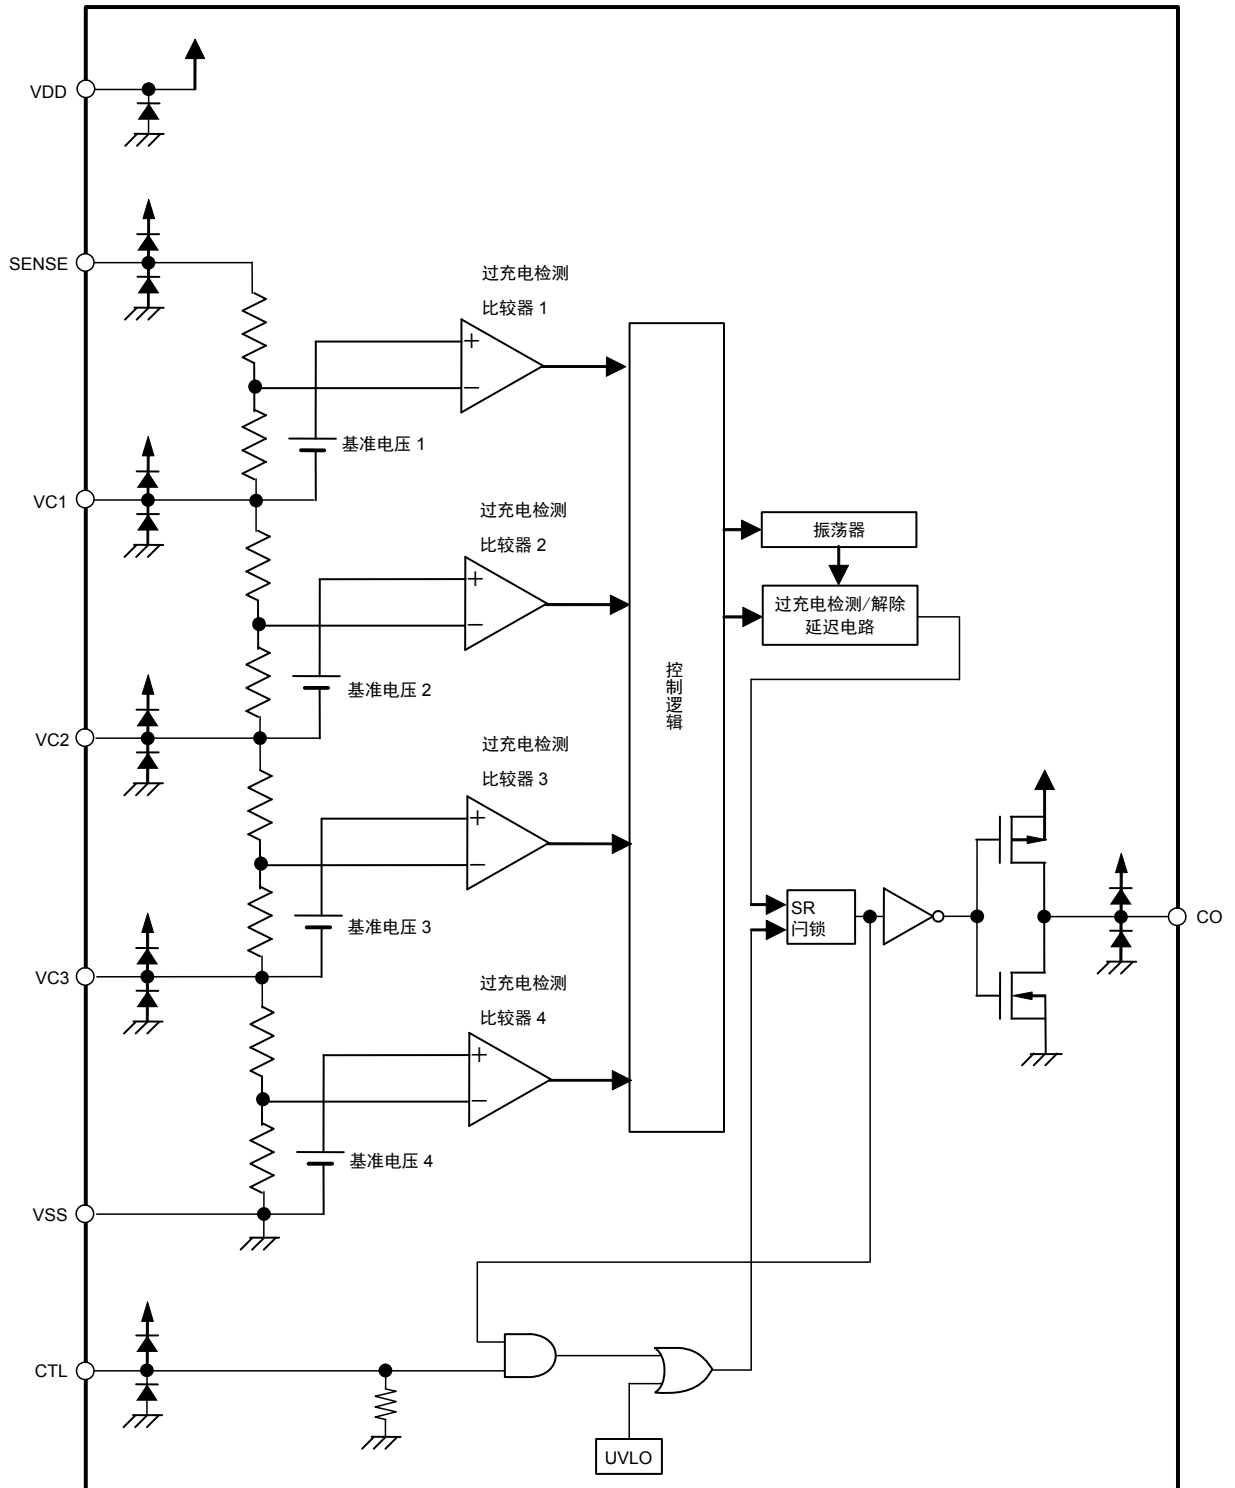 VDD
SENSE
过充电检测
比较器 1
基准电压 1
VC1
过充电检测
比较器 2
振荡器
过充电检测/解除
延迟电路
控制逻辑
基准电压 2
VC2
过充电检测
比较器 3
SR
闩锁
CO
基准电压 3
VC3
过充电检测
比较器 4
基准电压 4
VSS
CTL
UVLO